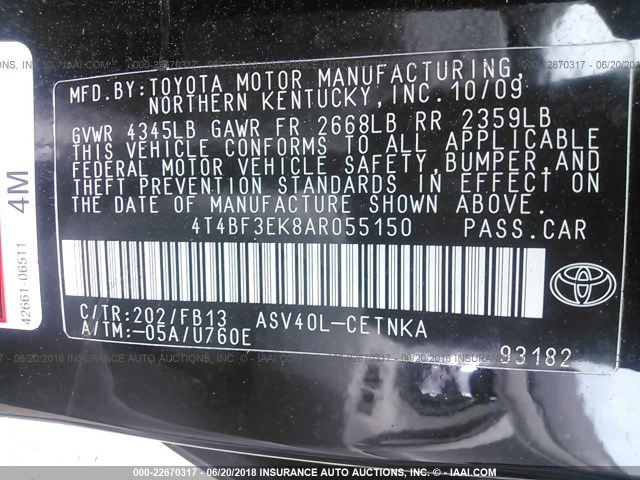 MFD.BY:TOYOTA MOTOR MANUFACTURING,
NORTHERN KENTUCKY,INC.10/09
GVWR 4345LB GAWR FR 2668LB RR 2359LB
THIS VEHICLE CONFORMS TO ALL APPLICABLE
FEDERAL MOTOR VEHICLE SAFETY,BUMPER,AND
THEFT PREVENTION STANDARDS IN EFFECT ON
THE DATE OF MANUFACTURE SHOWN ABOVE.
4T4BF3EK8AR055150 PASS.CAR
C/TR:202/FB13 ASV40L-CETNKA
A/TM:-05A/U760E
93182
TOYOTA
4M
42661-06511
000-22670317 - 06/20/2018 INSURANCE AUTO AUCTIONS, INC. - ©IAAI.COM